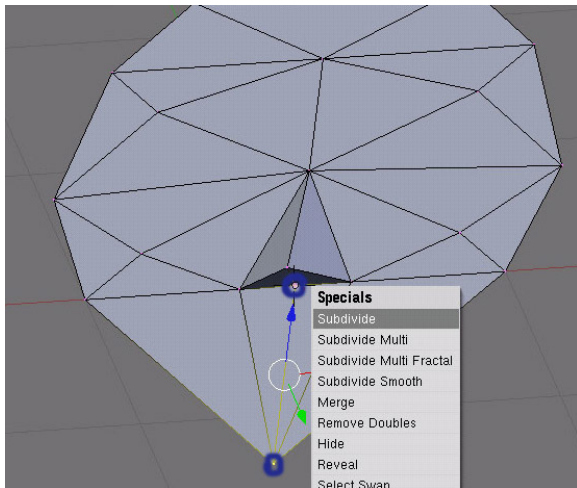 Specials
Subdivide
Subdivide Multi
Subdivide Multi Fractal
Subdivide Smooth
Merge
Remove Doubles
Hide
Reveal
Select Swap